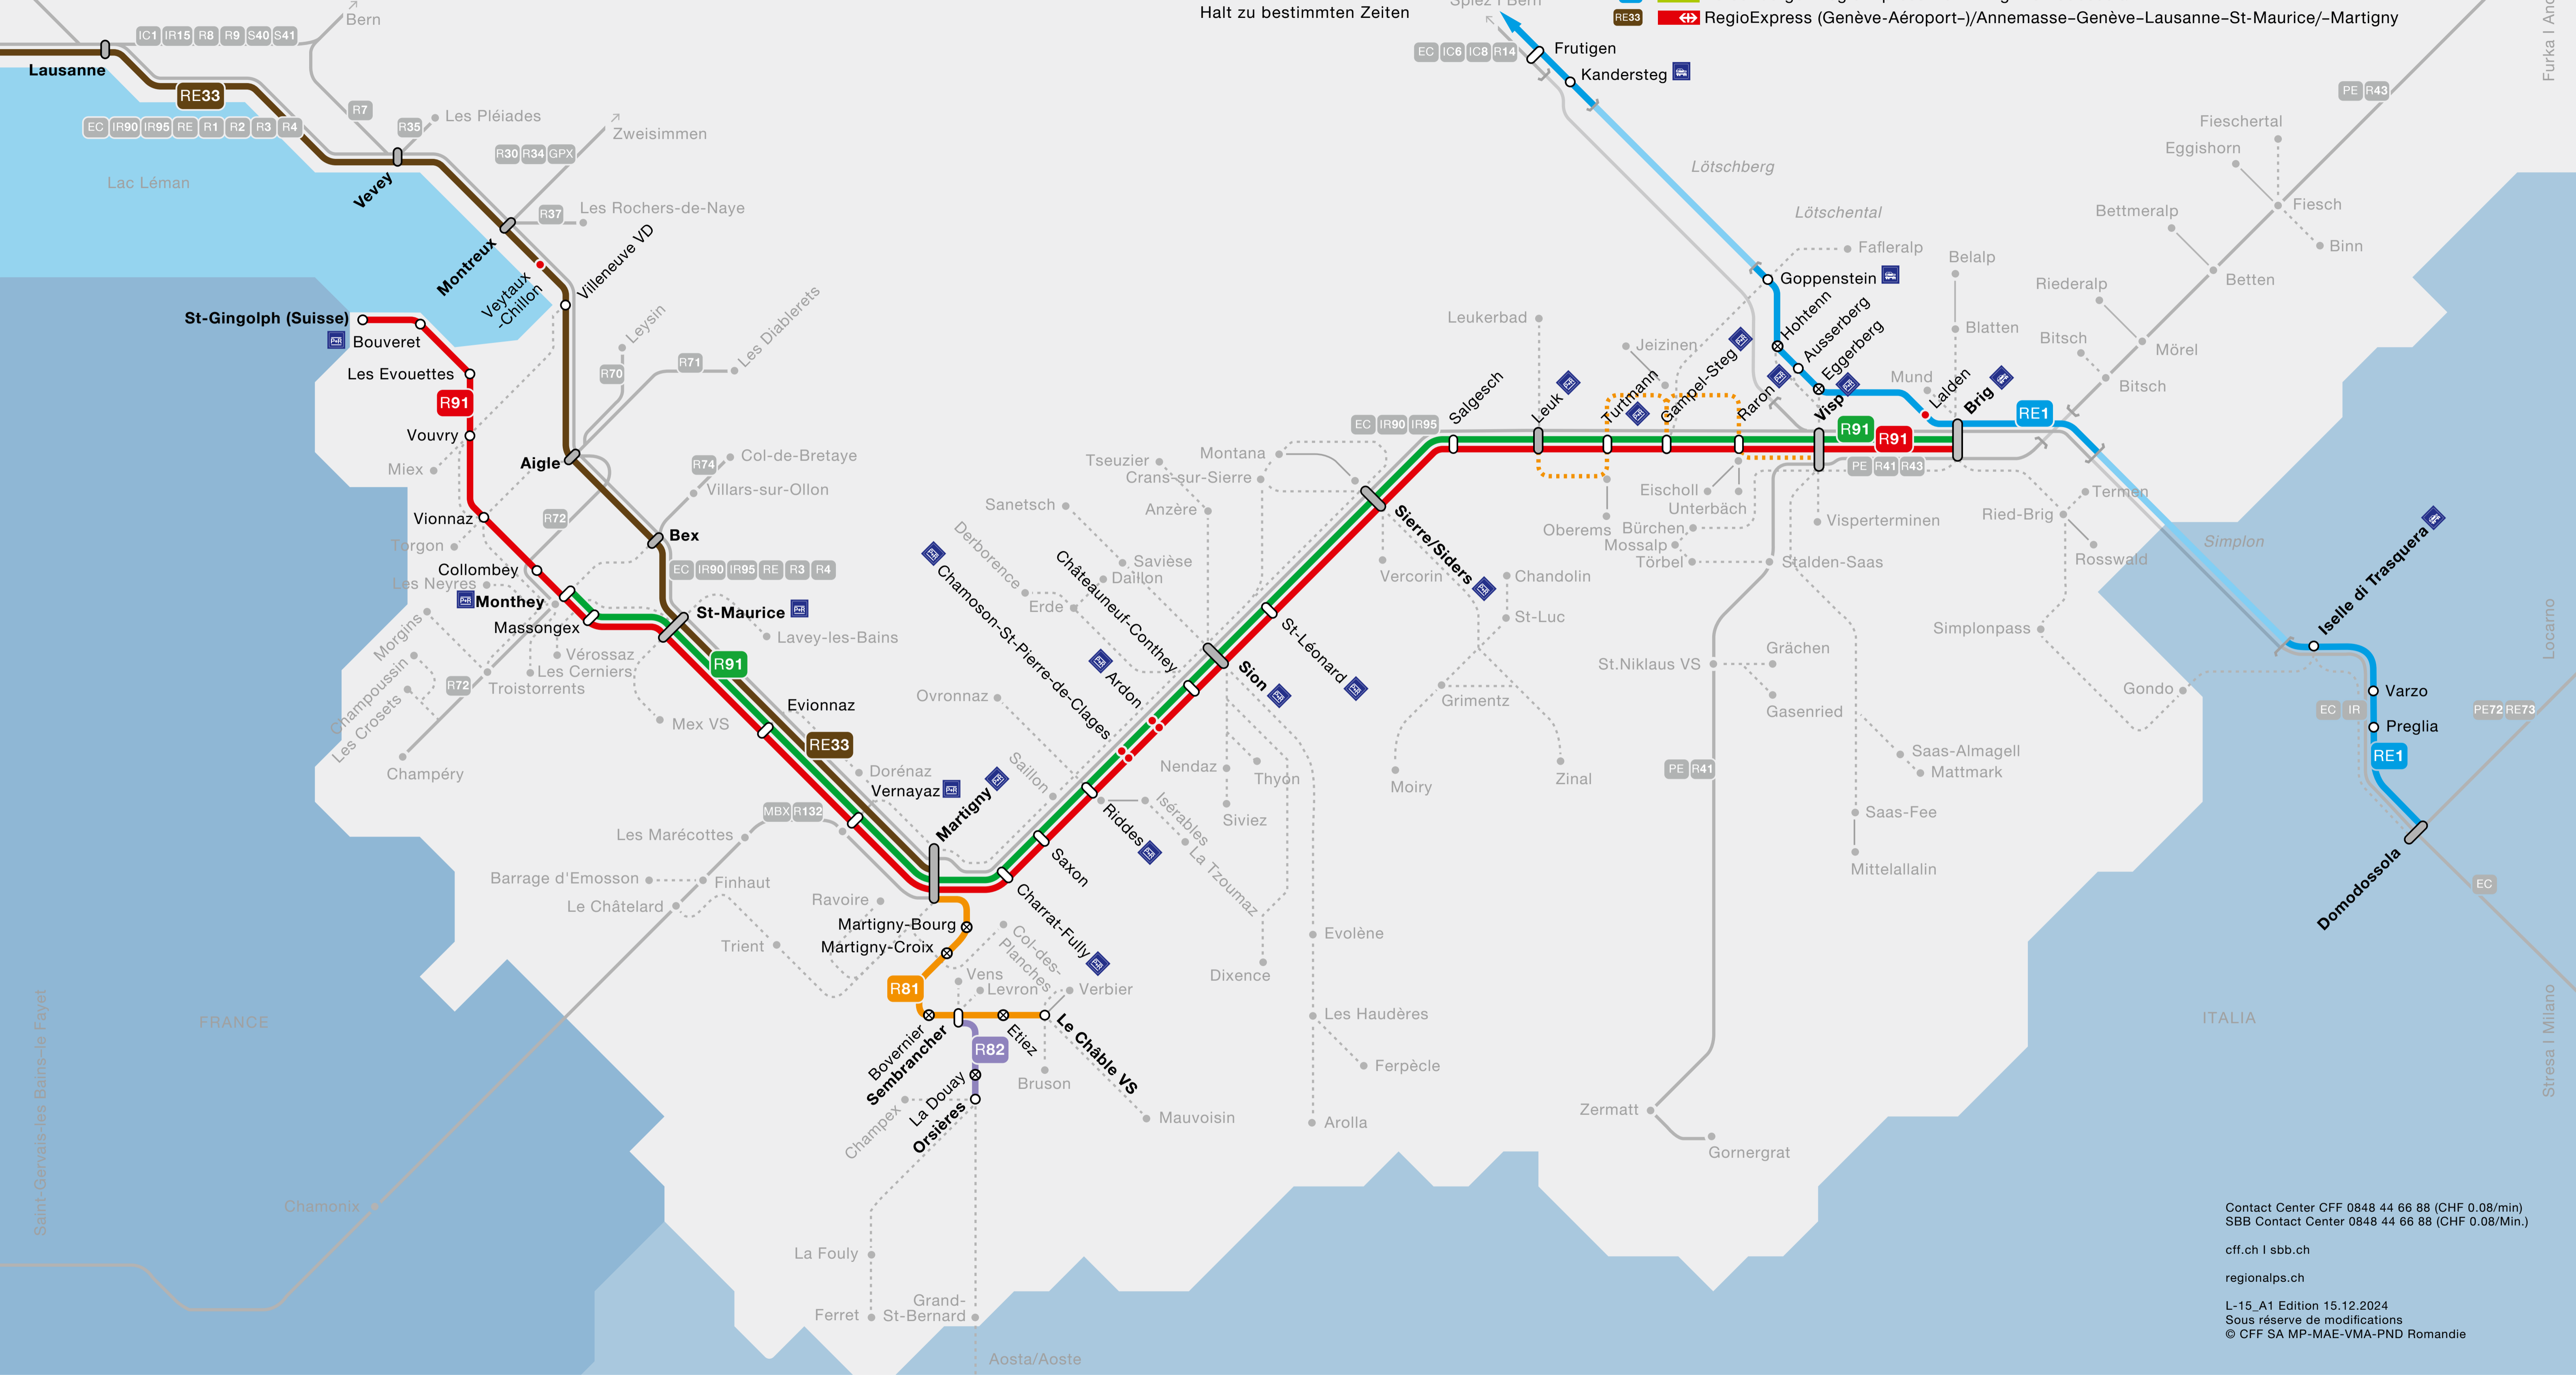 Halt zu bestimmten Zeiten
RE33 RegioExpress (Genève-Aéroport–)/Annemasse–Genève–Lausanne–St-Maurice/–Martigny
Bern
IC1 IR15 R8 R9 S40 S41
Lausanne
RE33
EC IR90 IR95 RE R1 R2 R3 R4
R7
R35
Les Pléiades
Zweisimmen
R30 R34 GPX
Lac Léman
Vevey
R37
Les Rochers-de-Naye
Montreux
Veytaux
-Chillon
Villeneuve VD
St-Gingolph (Suisse)
Bouveret
Les Evouettes
R91
Vouvry
Miex
Vionnaz
Torgon
Collombey
Les Neyres
Monthey
Massongex
Leysin
Les Diablerets
R70
R71
Aigle
R74
Col-de-Bretaye
Villars-sur-Ollon
R72
Bex
EC IR90 IR95 RE R3 R4
St-Maurice
Lavey-les-Bains
Vérossaz
Les Cerniers
Troistorrents
R72
Morgins
Champoussin
Les Crosets
Champéry
Mex VS
R91
Evionnaz
RE33
Dorénaz
Vernayaz
Martigny
MBX R132
Les Marécottes
Barrage d'Emosson
Finhaut
Le Châtelard
Trient
Ravoire
Martigny-Bourg
Martigny-Croix
R81
Bovernier
Sembrancher
Vens
Levron
Col-des-
Planches
Verbier
Etiez
Le Châble VS
Bruson
Mauvoisin
R82
La Douay
Orsières
Champex
La Fouly
Ferret
Grand-
St-Bernard
Aosta/Aoste
Charrat-Fully
Saxon
Saillon
Riddes
Isérables
La Tzoumaz
Ovronnaz
Chamoson-St-Pierre-de-Clages
Ardon
Châteauneuf-Conthey
Derborence
Erde
Daillon
Savièse
Sanetsch
Anzère
Tseuzier
Crans-sur-Sierre
Montana
Sion
St-Léonard
Sierre/Siders
Nendaz
Siviez
Thyon
Dixence
Evolène
Les Haudères
Ferpècle
Arolla
Vercorin
Chandolin
St-Luc
Grimentz
Moiry
Zinal
EC IR90 IR95
Salgesch
Leuk
Leukerbad
Turtmann
Jeizinen
Gampel-Steg
Raron
Visp
Oberems
Eischoll
Unterbäch
Bürchen
Mossalp
Törbel
Visperterminen
Stalden-Saas
St.Niklaus VS
Grächen
Gasenried
PE R41
Saas-Almagell
Mattmark
Saas-Fee
Mittelallalin
Zermatt
Gornergrat
Spiez I Bern
EC IC6 IC8 R14
Frutigen
Kandersteg
Lötschberg
Lötschental
Fafleralp
Goppenstein
Hohtenn
Ausserberg
Eggerberg
Mund
Lalden
Brig
Belalp
Blatten
R91
R91
PE R41 R43
RE1
Riederalp
Bitsch
Bitsch
Mörel
Bettmeralp
Betten
Eggishorn
Fieschertal
Fiesch
Binn
PE R43
Furka I And
Termen
Ried-Brig
Rosswald
Simplonpass
Gondo
Simplon
Iselle di Trasquera
Varzo
Preglia
EC IR
RE1
PE72 RE73
Domodossola
EC
Locarno
Stresa I Milano
ITALIA
FRANCE
Saint-Gervais-les Bains-le Fayet
Chamonix
Contact Center CFF 0848 44 66 88 (CHF 0.08/min)
SBB Contact Center 0848 44 66 88 (CHF 0.08/Min.)
cff.ch I sbb.ch
regionalps.ch
L-15_A1 Edition 15.12.2024
Sous réserve de modifications
© CFF SA MP-MAE-VMA-PND Romandie